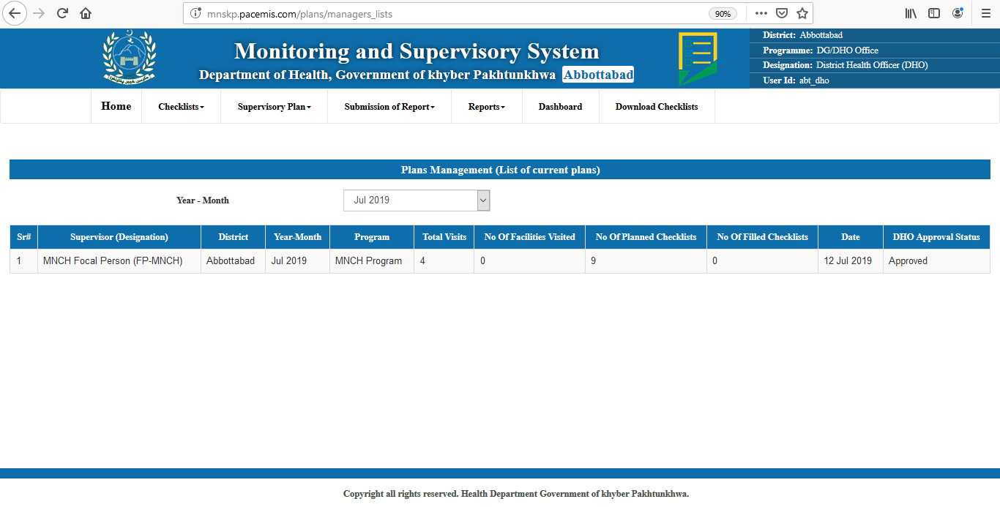 mnskp.pacemis.com/plans/managers_lists
90%
Monitoring and Supervisory System
Department of Health, Government of khyber Pakhtunkhwa Abbottabad
District: Abbottabad
Programme: DG/DHO Office
Designation: District Health Officer (DHO)
User Id: abt_dho
Home Checklists Supervisory Plan Submission of Report Reports Dashboard Download Checklists
Plans Management (List of current plans)
Year - Month Jul 2019
Sr# Supervisor (Designation) District Year-Month Program Total Visits No Of Facilities Visited No Of Planned Checklists No Of Filled Checklists Date DHO Approval Status
1 MNCH Focal Person (FP-MNCH) Abbottabad Jul 2019 MNCH Program 4 0 9 0 12 Jul 2019 Approved
Copyright all rights reserved. Health Department Government of khyber Pakhtunkhwa.